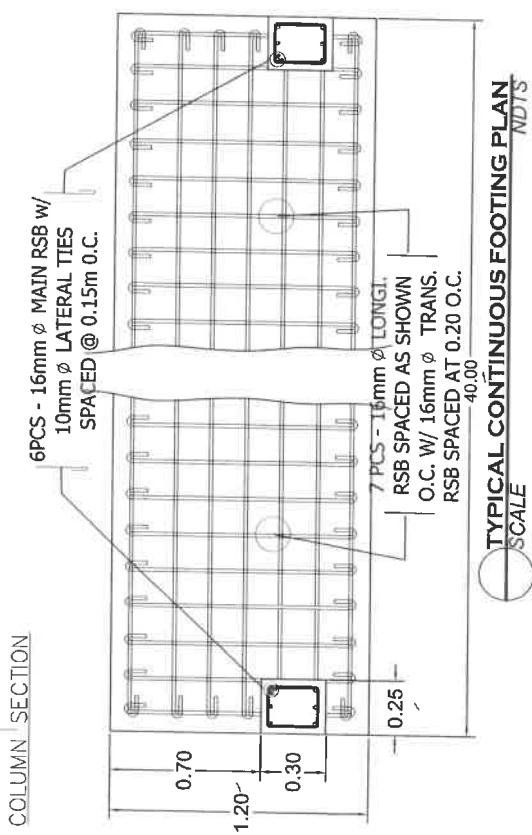 COLUMN SECTION
6PCS - 16mm ⌀ MAIN RSB W/
10mm ⌀ LATERAL TIES
SPACED @ 0.15m O.C.
0.70
1.20
0.30
0.25
7 PCS - 16mm ⌀ LONGI.
RSB SPACED AS SHOWN
O.C. W/ 16mm ⌀ TRANS.
RSB SPACED AT 0.20 O.C.
40.00
TYPICAL CONTINUOUS FOOTING PLAN
SCALE NDTS